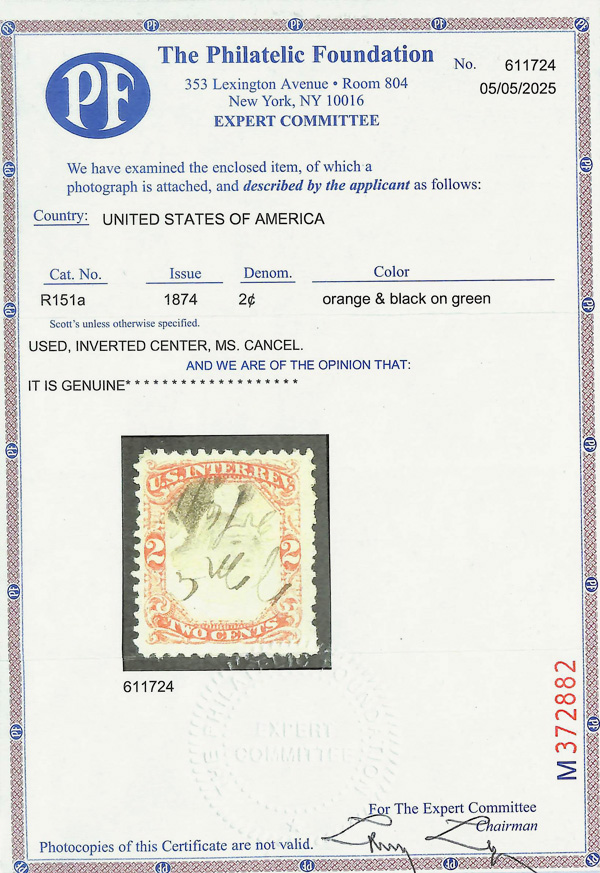 PF
The Philatelic Foundation
353 Lexington Avenue • Room 804
New York, NY 10016
EXPERT COMMITTEE
No. 611724
05/05/2025
We have examined the enclosed item, of which a
photograph is attached, and described by the applicant as follows:
Country: UNITED STATES OF AMERICA
Cat. No. Issue Denom. Color
R151a 1874 2¢ orange & black on green
Scott's unless otherwise specified.
USED, INVERTED CENTER, MS. CANCEL.
AND WE ARE OF THE OPINION THAT:
IT IS GENUINE* * * * * * * * * * * * * * * * * * *
U.S. INTER. REV.
2 2
TWO CENTS
611724
EXPERT
COMMITTEE
M 372882
For The Expert Committee
Chairman
Photocopies of this Certificate are not valid.